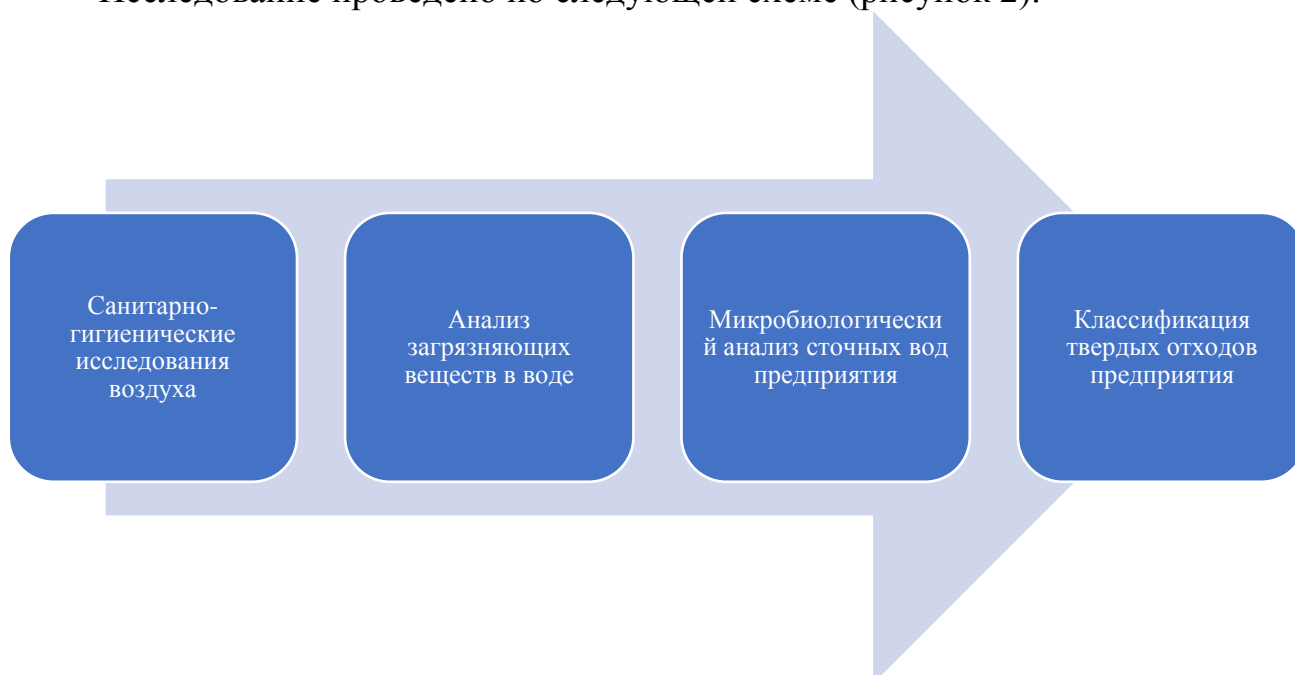 Исследование проведено по следующей схеме (рисунок 2).
Санитарно-
гигиенические
исследования
воздуха
Анализ
загрязняющих
веществ в воде
Микробиологически
й анализ сточных вод
предприятия
Классификация
твердых отходов
предприятия